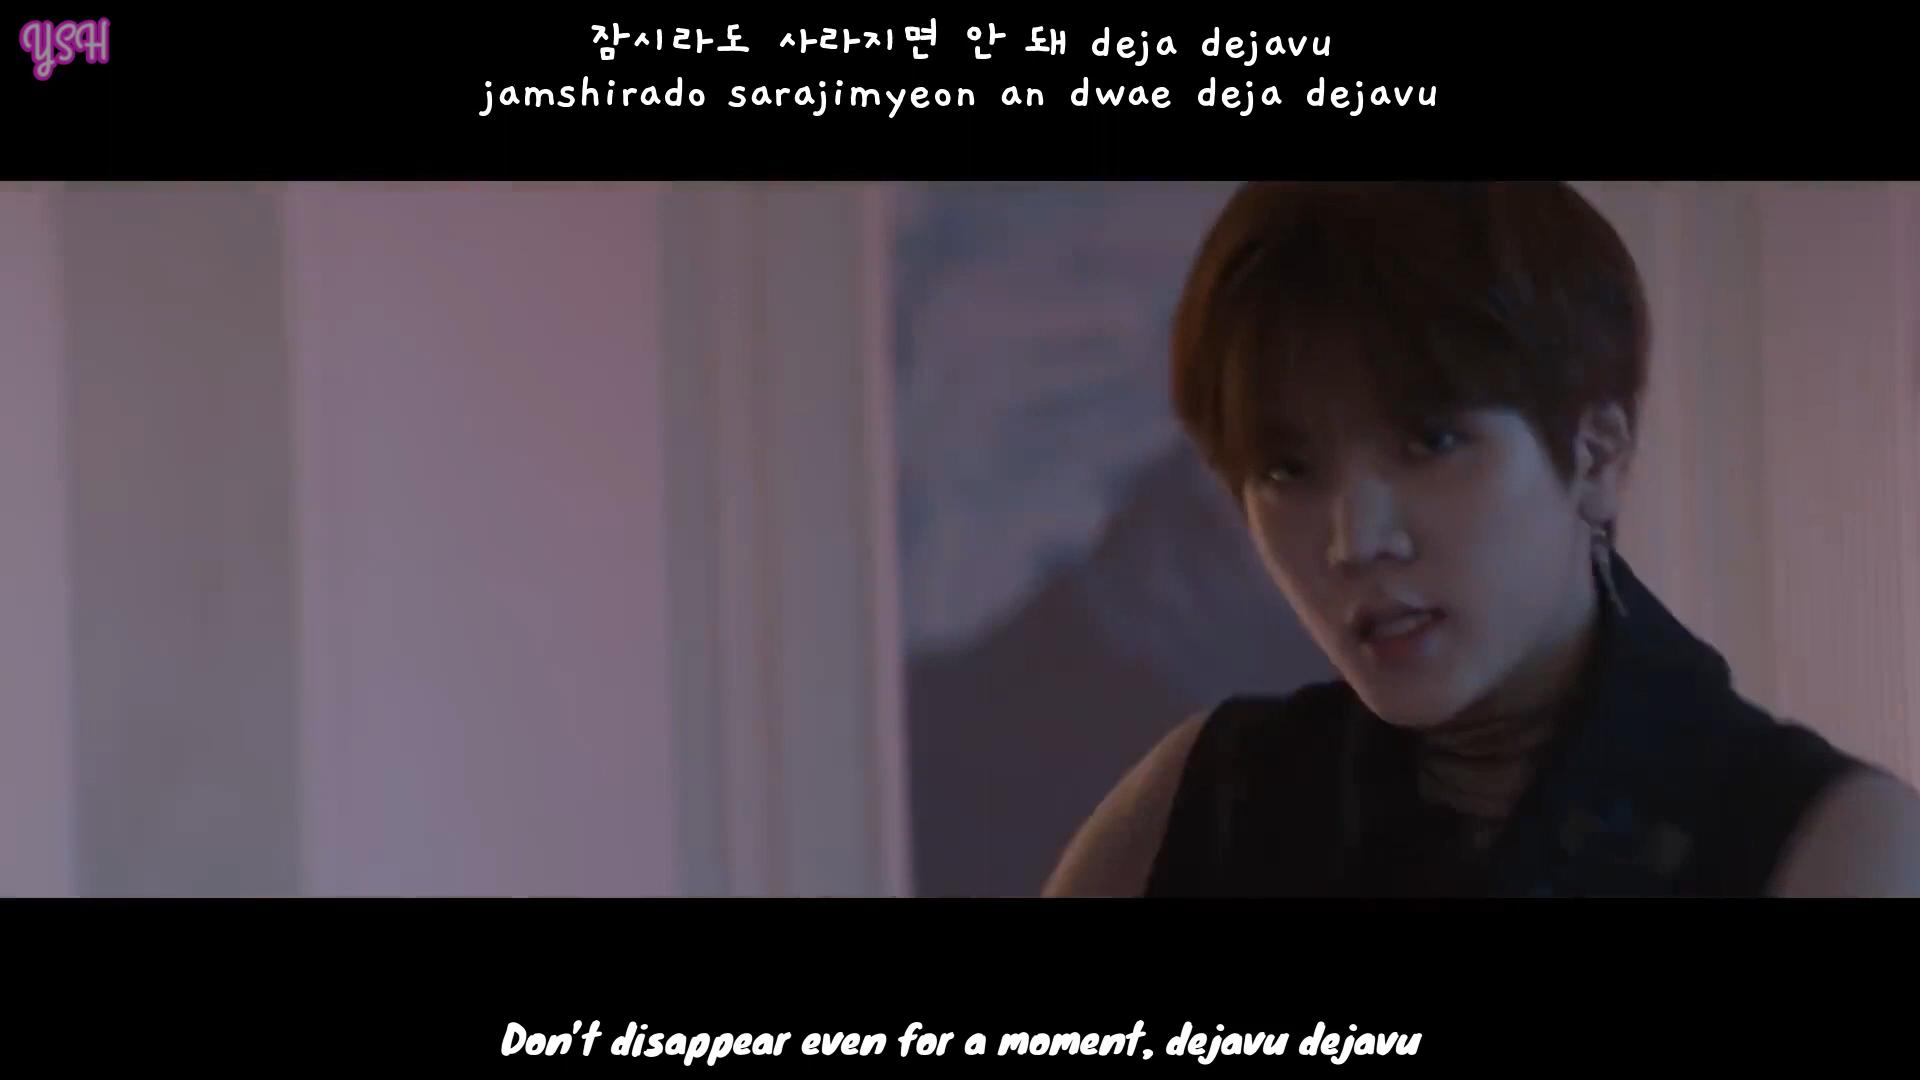 YSH
잠시라도 사라지면 안 돼 deja dejavu
jamshirado sarajimyeon an dwae deja dejavu
Don't disappear even for a moment, dejavu dejavu